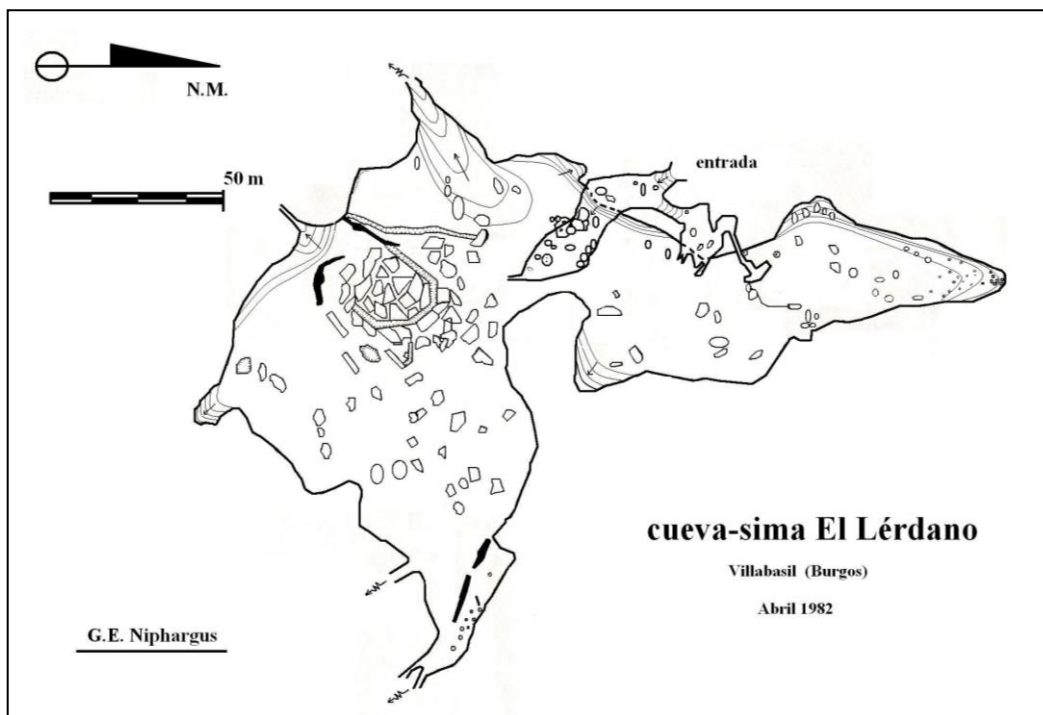 N.M.
50 m
entrada
cueva-sima El Lérdano
Villabasil (Burgos)
Abril 1982
G.E. Niphargus